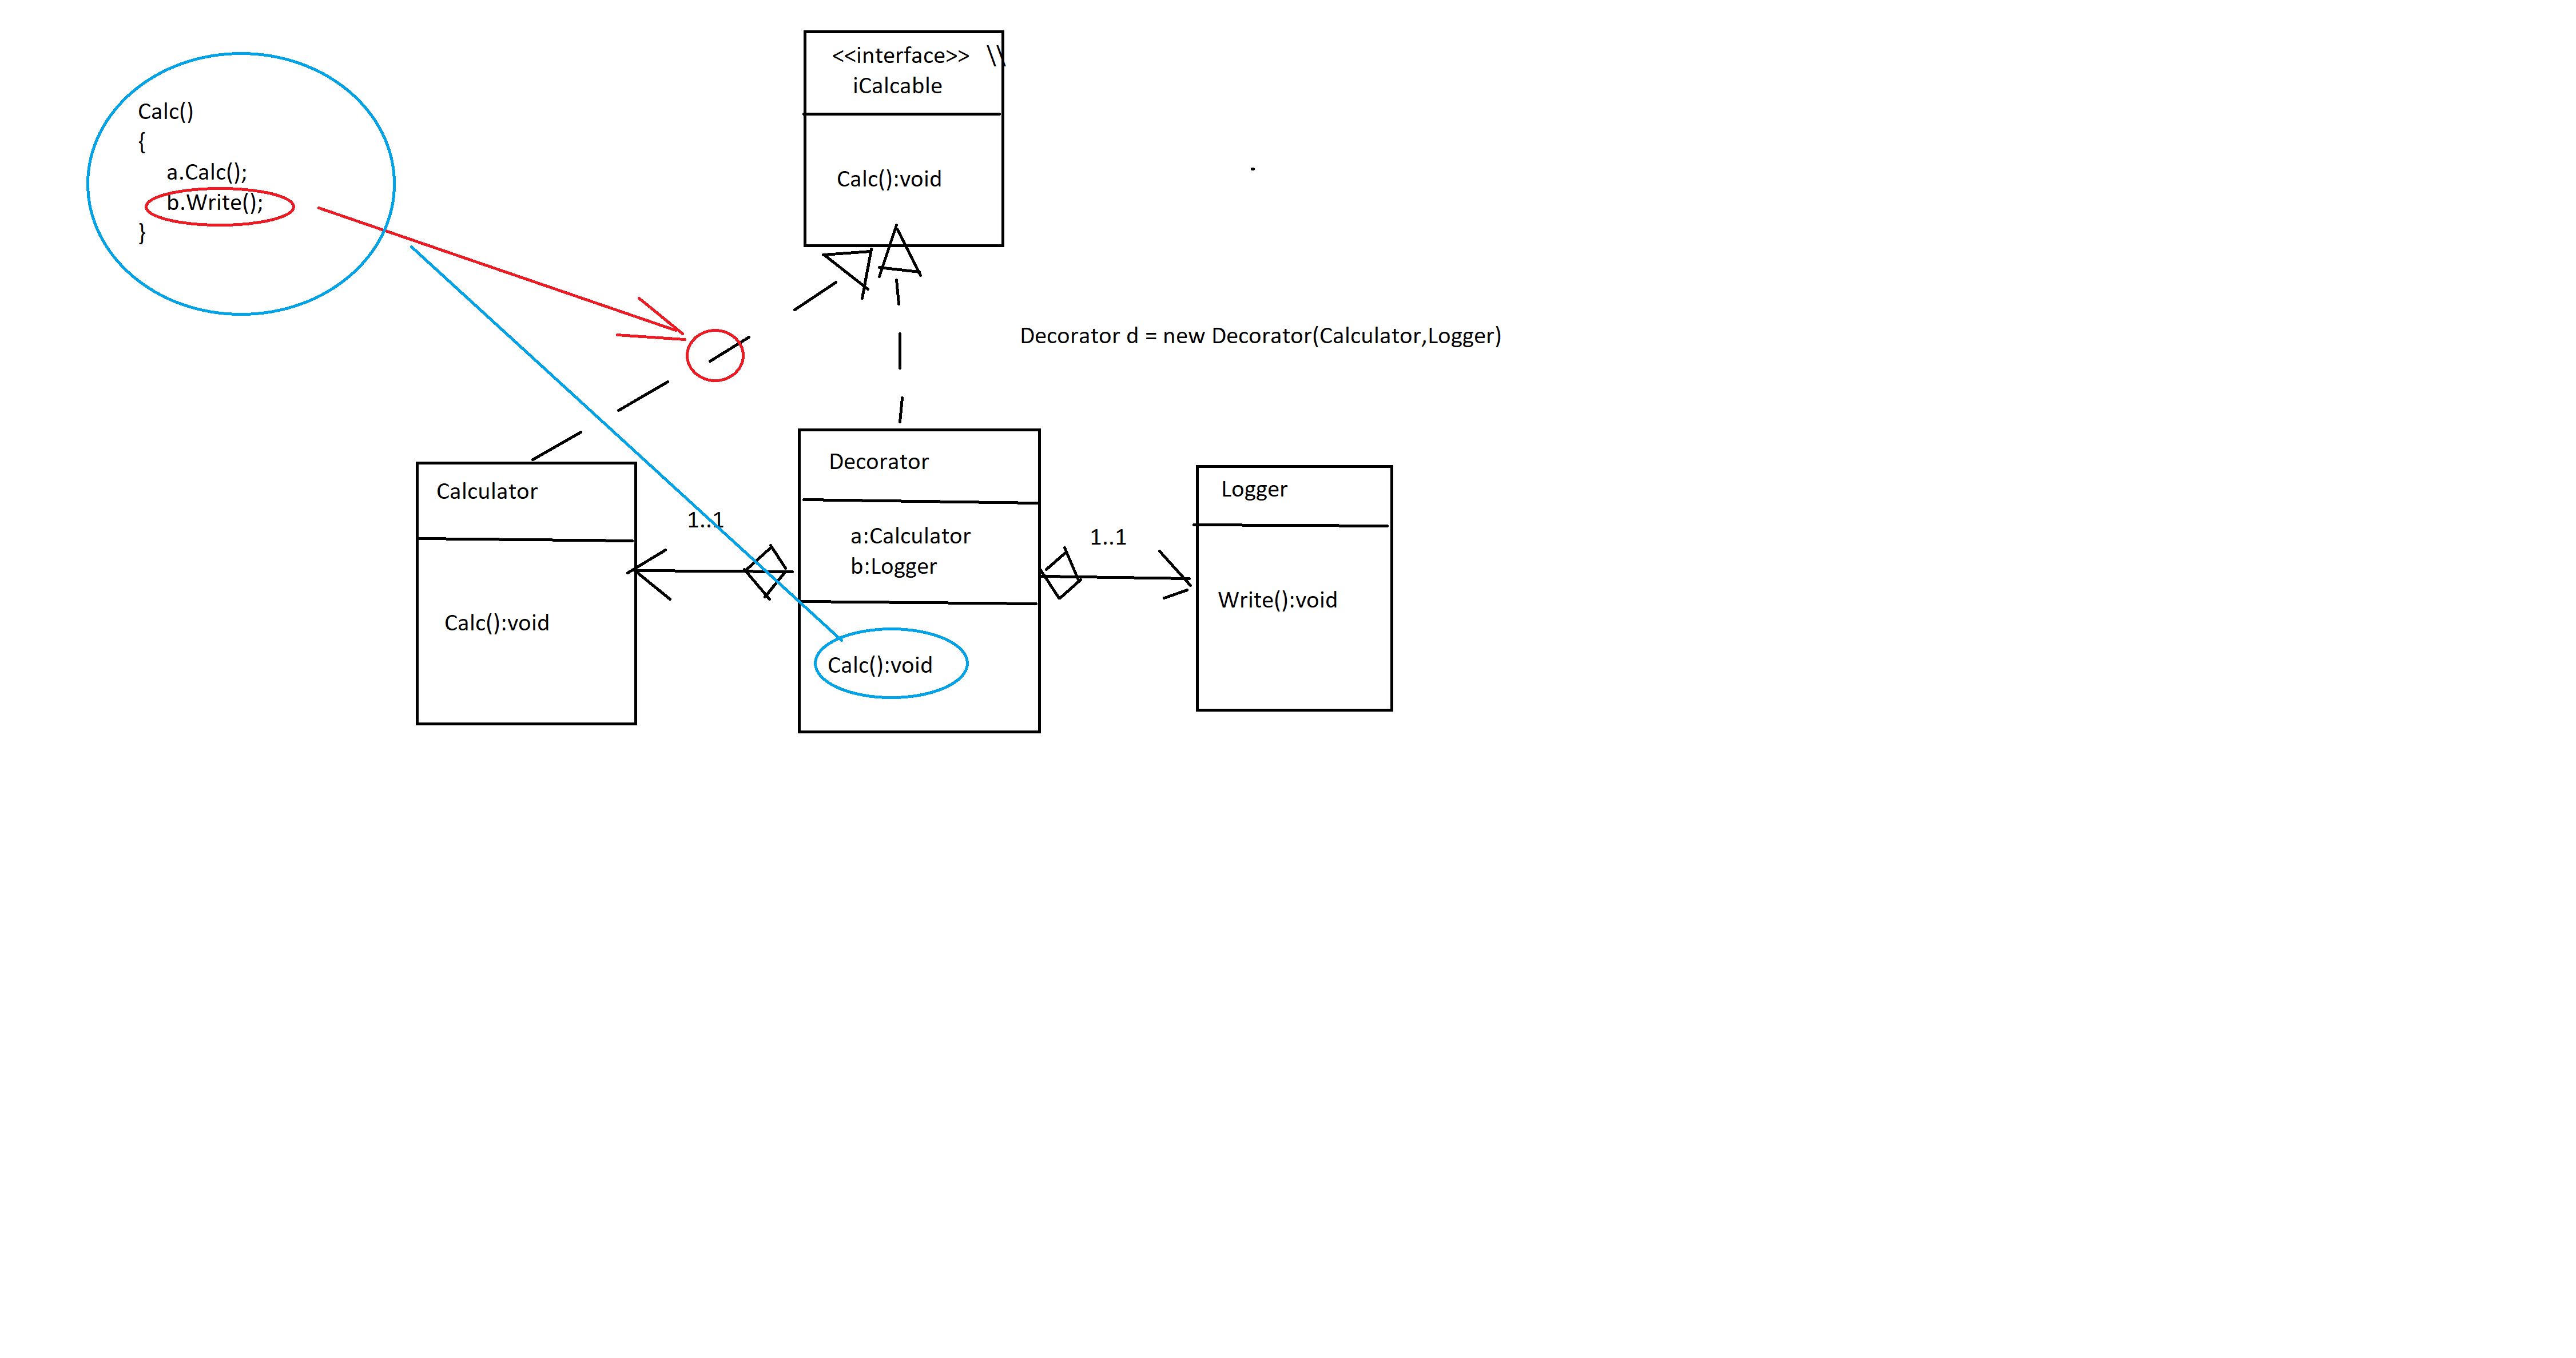 <<interface>> \\
iCalcable
Calc():void
Calc()
{
a.Calc();
b.Write();
}
Decorator d = new Decorator(Calculator,Logger)
Calculator
Calc():void
1..1
Decorator
a:Calculator
b:Logger
Calc():void
1..1
Logger
Write():void